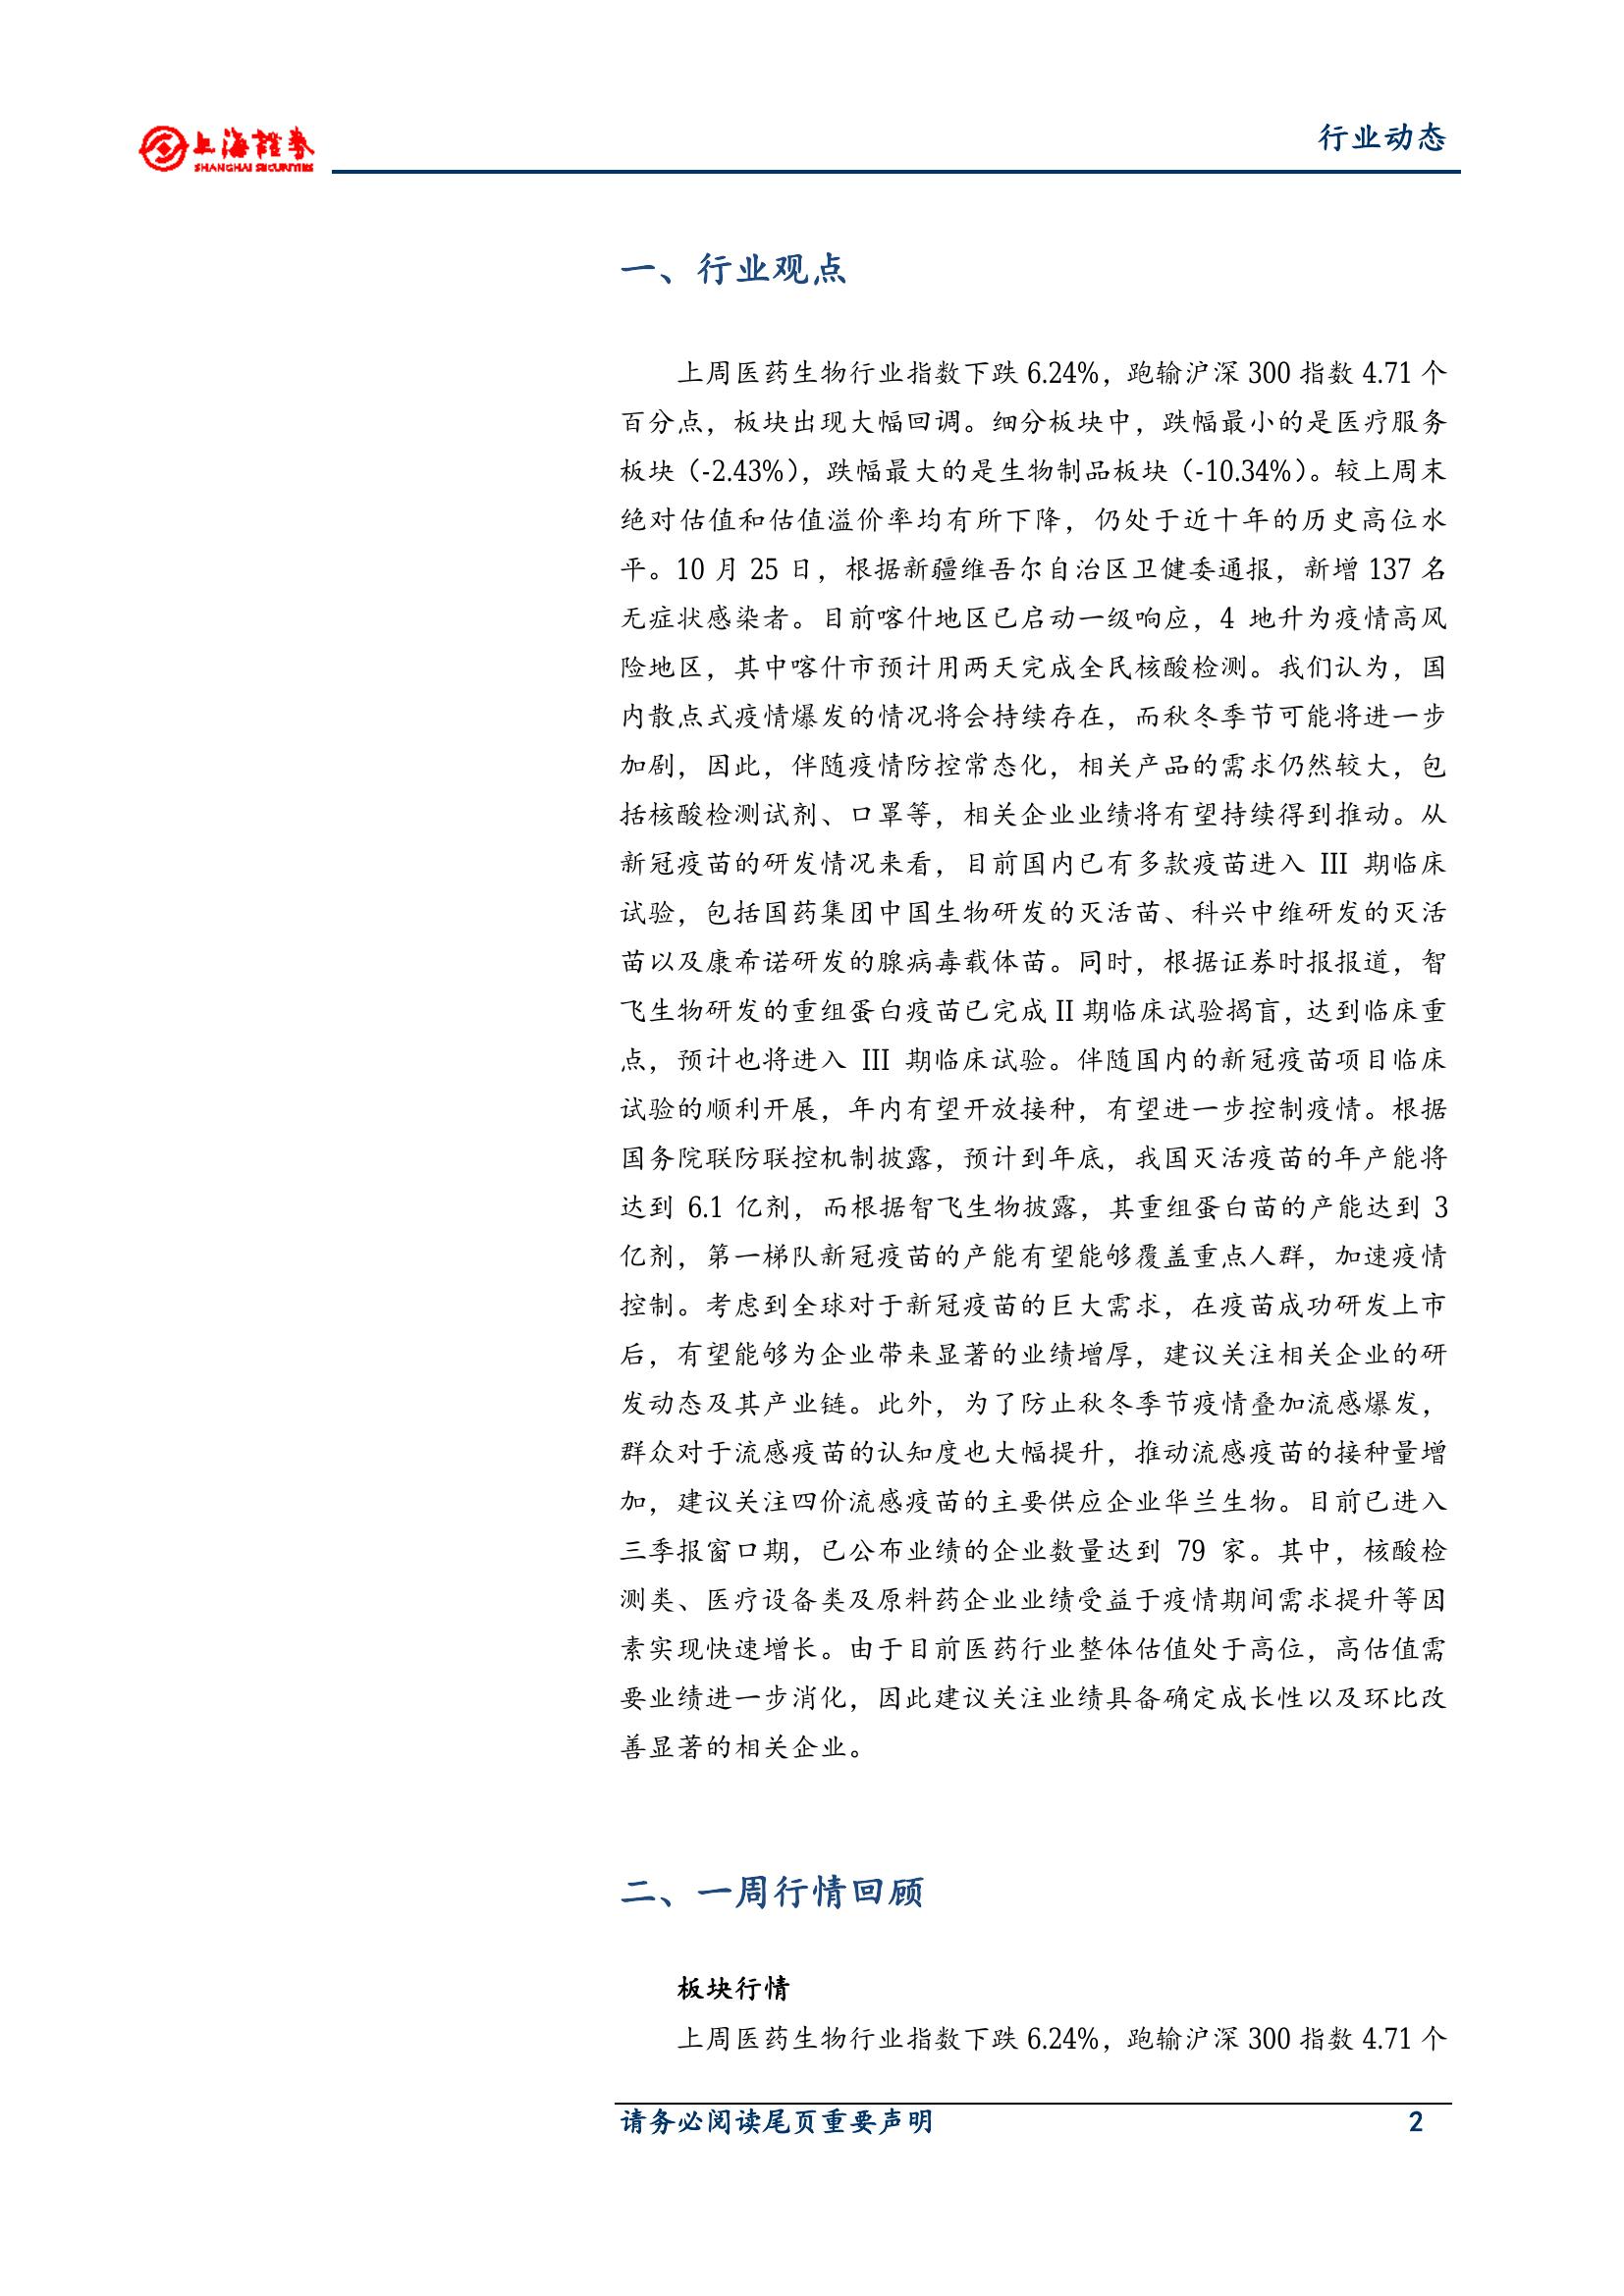 上海證券
SHANGHAI SECURITIES
行业动态
一、行业观点
上周医药生物行业指数下跌 6.24%，跑输沪深 300 指数 4.71 个
百分点，板块出现大幅回调。细分板块中，跌幅最小的是医疗服务
板块（-2.43%），跌幅最大的是生物制品板块（-10.34%）。较上周末
绝对估值和估值溢价率均有所下降，仍处于近十年的历史高位水
平。10 月 25 日，根据新疆维吾尔自治区卫健委通报，新增 137 名
无症状感染者。目前喀什地区已启动一级响应，4 地升为疫情高风
险地区，其中喀什市预计用两天完成全民核酸检测。我们认为，国
内散点式疫情爆发的情况将会持续存在，而秋冬季节可能将进一步
加剧，因此，伴随疫情防控常态化，相关产品的需求仍然较大，包
括核酸检测试剂、口罩等，相关企业业绩将有望持续得到推动。从
新冠疫苗的研发情况来看，目前国内已有多款疫苗进入 III 期临床
试验，包括国药集团中国生物研发的灭活苗、科兴中维研发的灭活
苗以及康希诺研发的腺病毒载体苗。同时，根据证券时报报道，智
飞生物研发的重组蛋白疫苗已完成 II 期临床试验揭盲，达到临床重
点，预计也将进入 III 期临床试验。伴随国内的新冠疫苗项目临床
试验的顺利开展，年内有望开放接种，有望进一步控制疫情。根据
国务院联防联控机制披露，预计到年底，我国灭活疫苗的年产能将
达到 6.1 亿剂，而根据智飞生物披露，其重组蛋白苗的产能达到 3
亿剂，第一梯队新冠疫苗的产能有望能够覆盖重点人群，加速疫情
控制。考虑到全球对于新冠疫苗的巨大需求，在疫苗成功研发上市
后，有望能够为企业带来显著的业绩增厚，建议关注相关企业的研
发动态及其产业链。此外，为了防止秋冬季节疫情叠加流感爆发，
群众对于流感疫苗的认知度也大幅提升，推动流感疫苗的接种量增
加，建议关注四价流感疫苗的主要供应企业华兰生物。目前已进入
三季报窗口期，已公布业绩的企业数量达到 79 家。其中，核酸检
测类、医疗设备类及原料药企业业绩受益于疫情期间需求提升等因
素实现快速增长。由于目前医药行业整体估值处于高位，高估值需
要业绩进一步消化，因此建议关注业绩具备确定成长性以及环比改
善显著的相关企业。
二、一周行情回顾
板块行情
上周医药生物行业指数下跌 6.24%，跑输沪深 300 指数 4.71 个
请务必阅读尾页重要声明 2